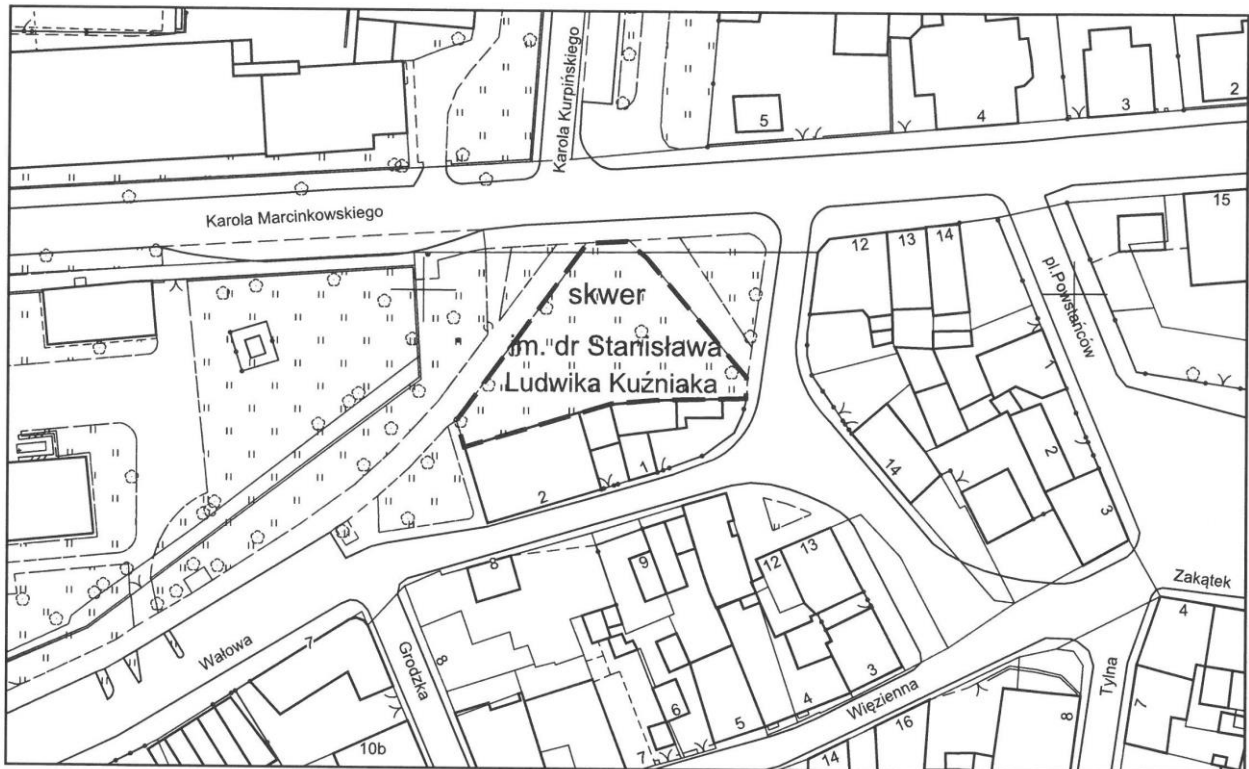 Karola Kurpińskiego
5
4
3
2
Karola Marcinkowskiego
15
12
13
14
pl.Powstańców
skwer
im. dr Stanisława
Ludwika Kuźniaka
1
2
3
14
1
2
8
9
12
13
Zakątek
4
Wałowa
7
Grodzka
8
6
5
4
3
Więzienna
Tylna
7
8
10b
7
16
14